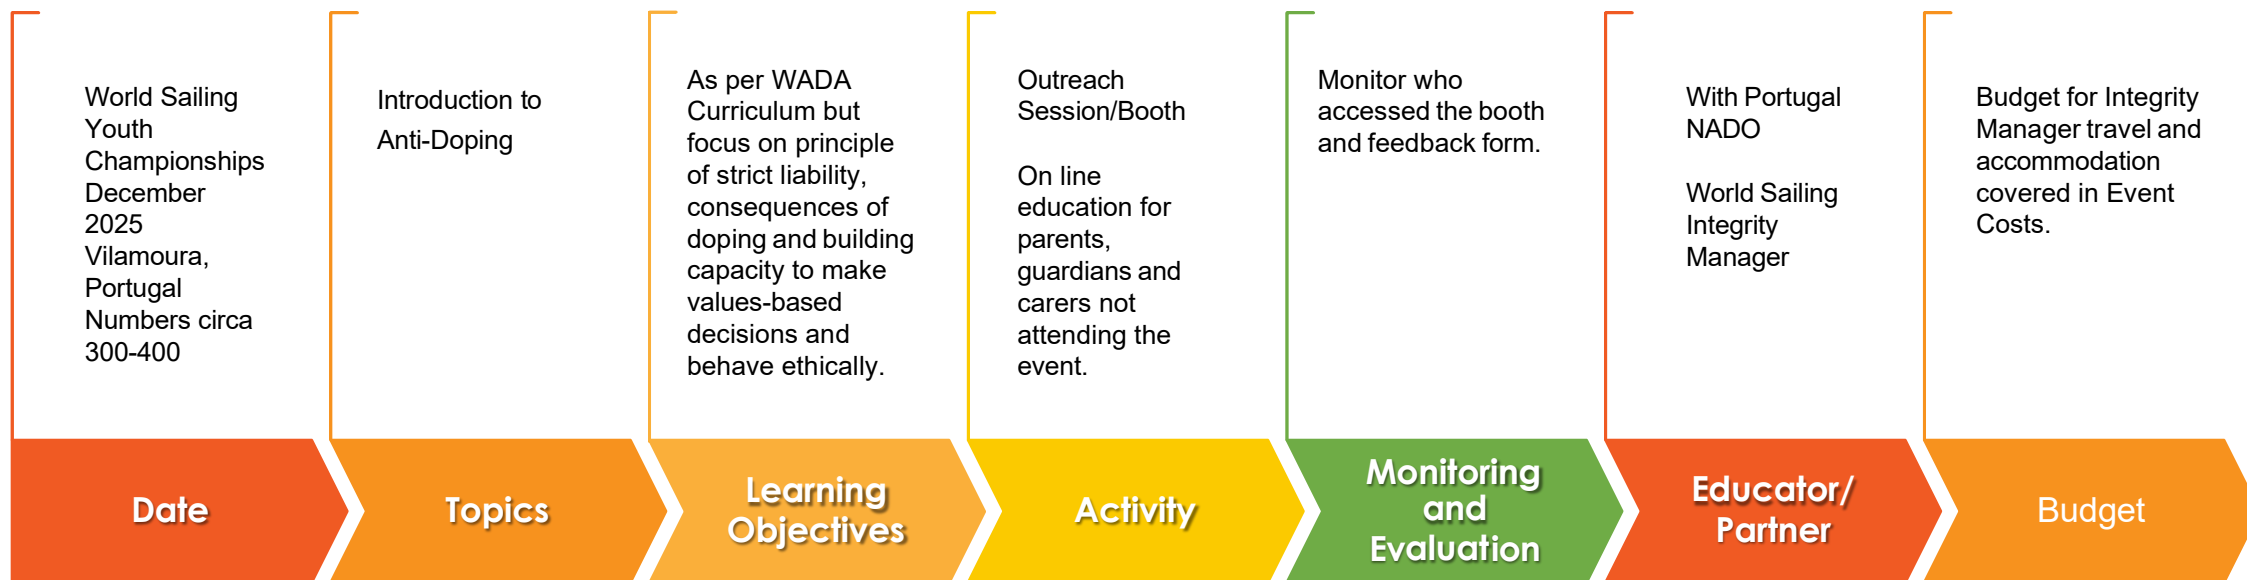 World Sailing
Youth
Championships
December
2025
Vilamoura,
Portugal
Numbers circa
300-400
Introduction to
Anti-Doping
As per WADA
Curriculum but
focus on principle
of strict liability,
consequences of
doping and building
capacity to make
values-based
decisions and
behave ethically.
Outreach
Session/Booth
On line
education for
parents,
guardians and
carers not
attending the
event.
Monitor who
accessed the booth
and feedback form.
With Portugal
NADO
World Sailing
Integrity
Manager
Budget for Integrity
Manager travel and
accommodation
covered in Event
Costs.
Date
Topics
Learning
Objectives
Activity
Monitoring
and
Evaluation
Educator/
Partner
Budget